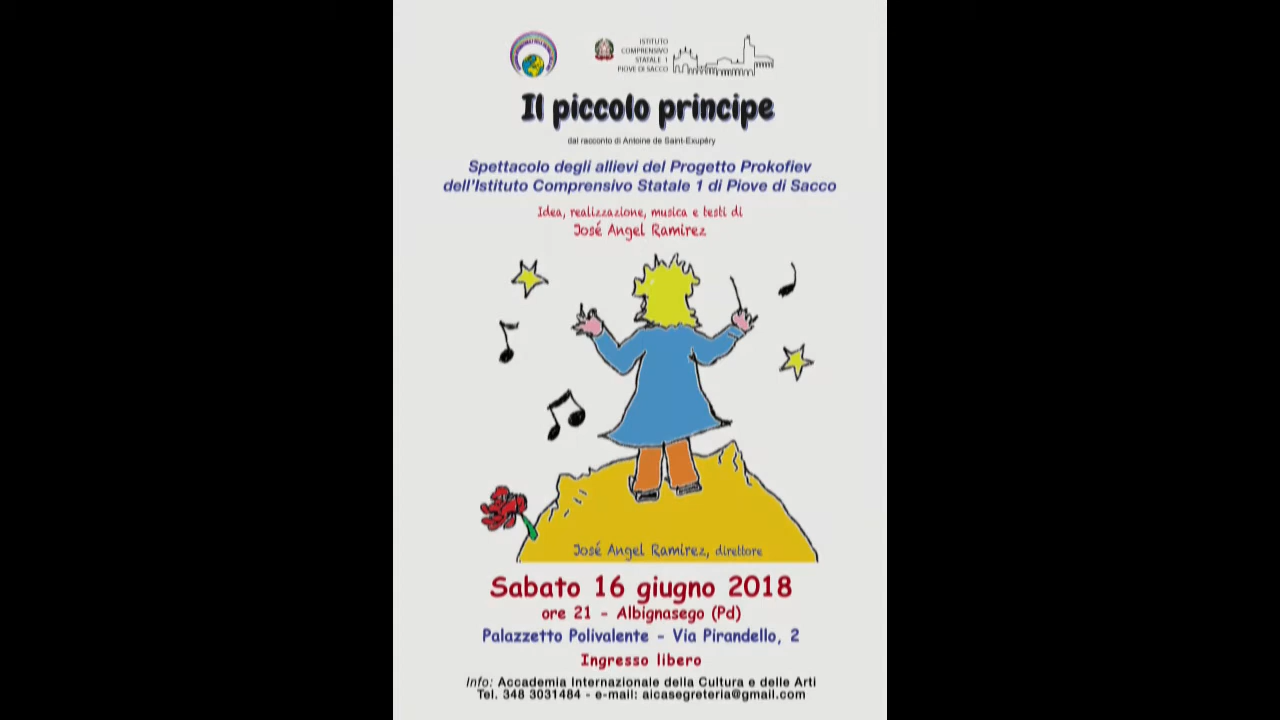 ISTITUTO
COMPRENSIVO
STATALE 1
PIOVE DI SACCO
Il piccolo principe
dal racconto di Antoine de Saint-Exupéry
Spettacolo degli allievi del Progetto Prokofiev
dell'Istituto Comprensivo Statale 1 di Piove di Sacco
Idea, realizzazione, musica e testi di
José Angel Ramirez
José Angel Ramirez, direttore
Sabato 16 giugno 2018
ore 21 - Albignasego (Pd)
Palazzetto Polivalente - Via Pirandello, 2
Ingresso libero
Info: Accademia Internazionale della Cultura e delle Arti
Tel. 348 3031484 - e-mail: aicasegreteria@gmail.com